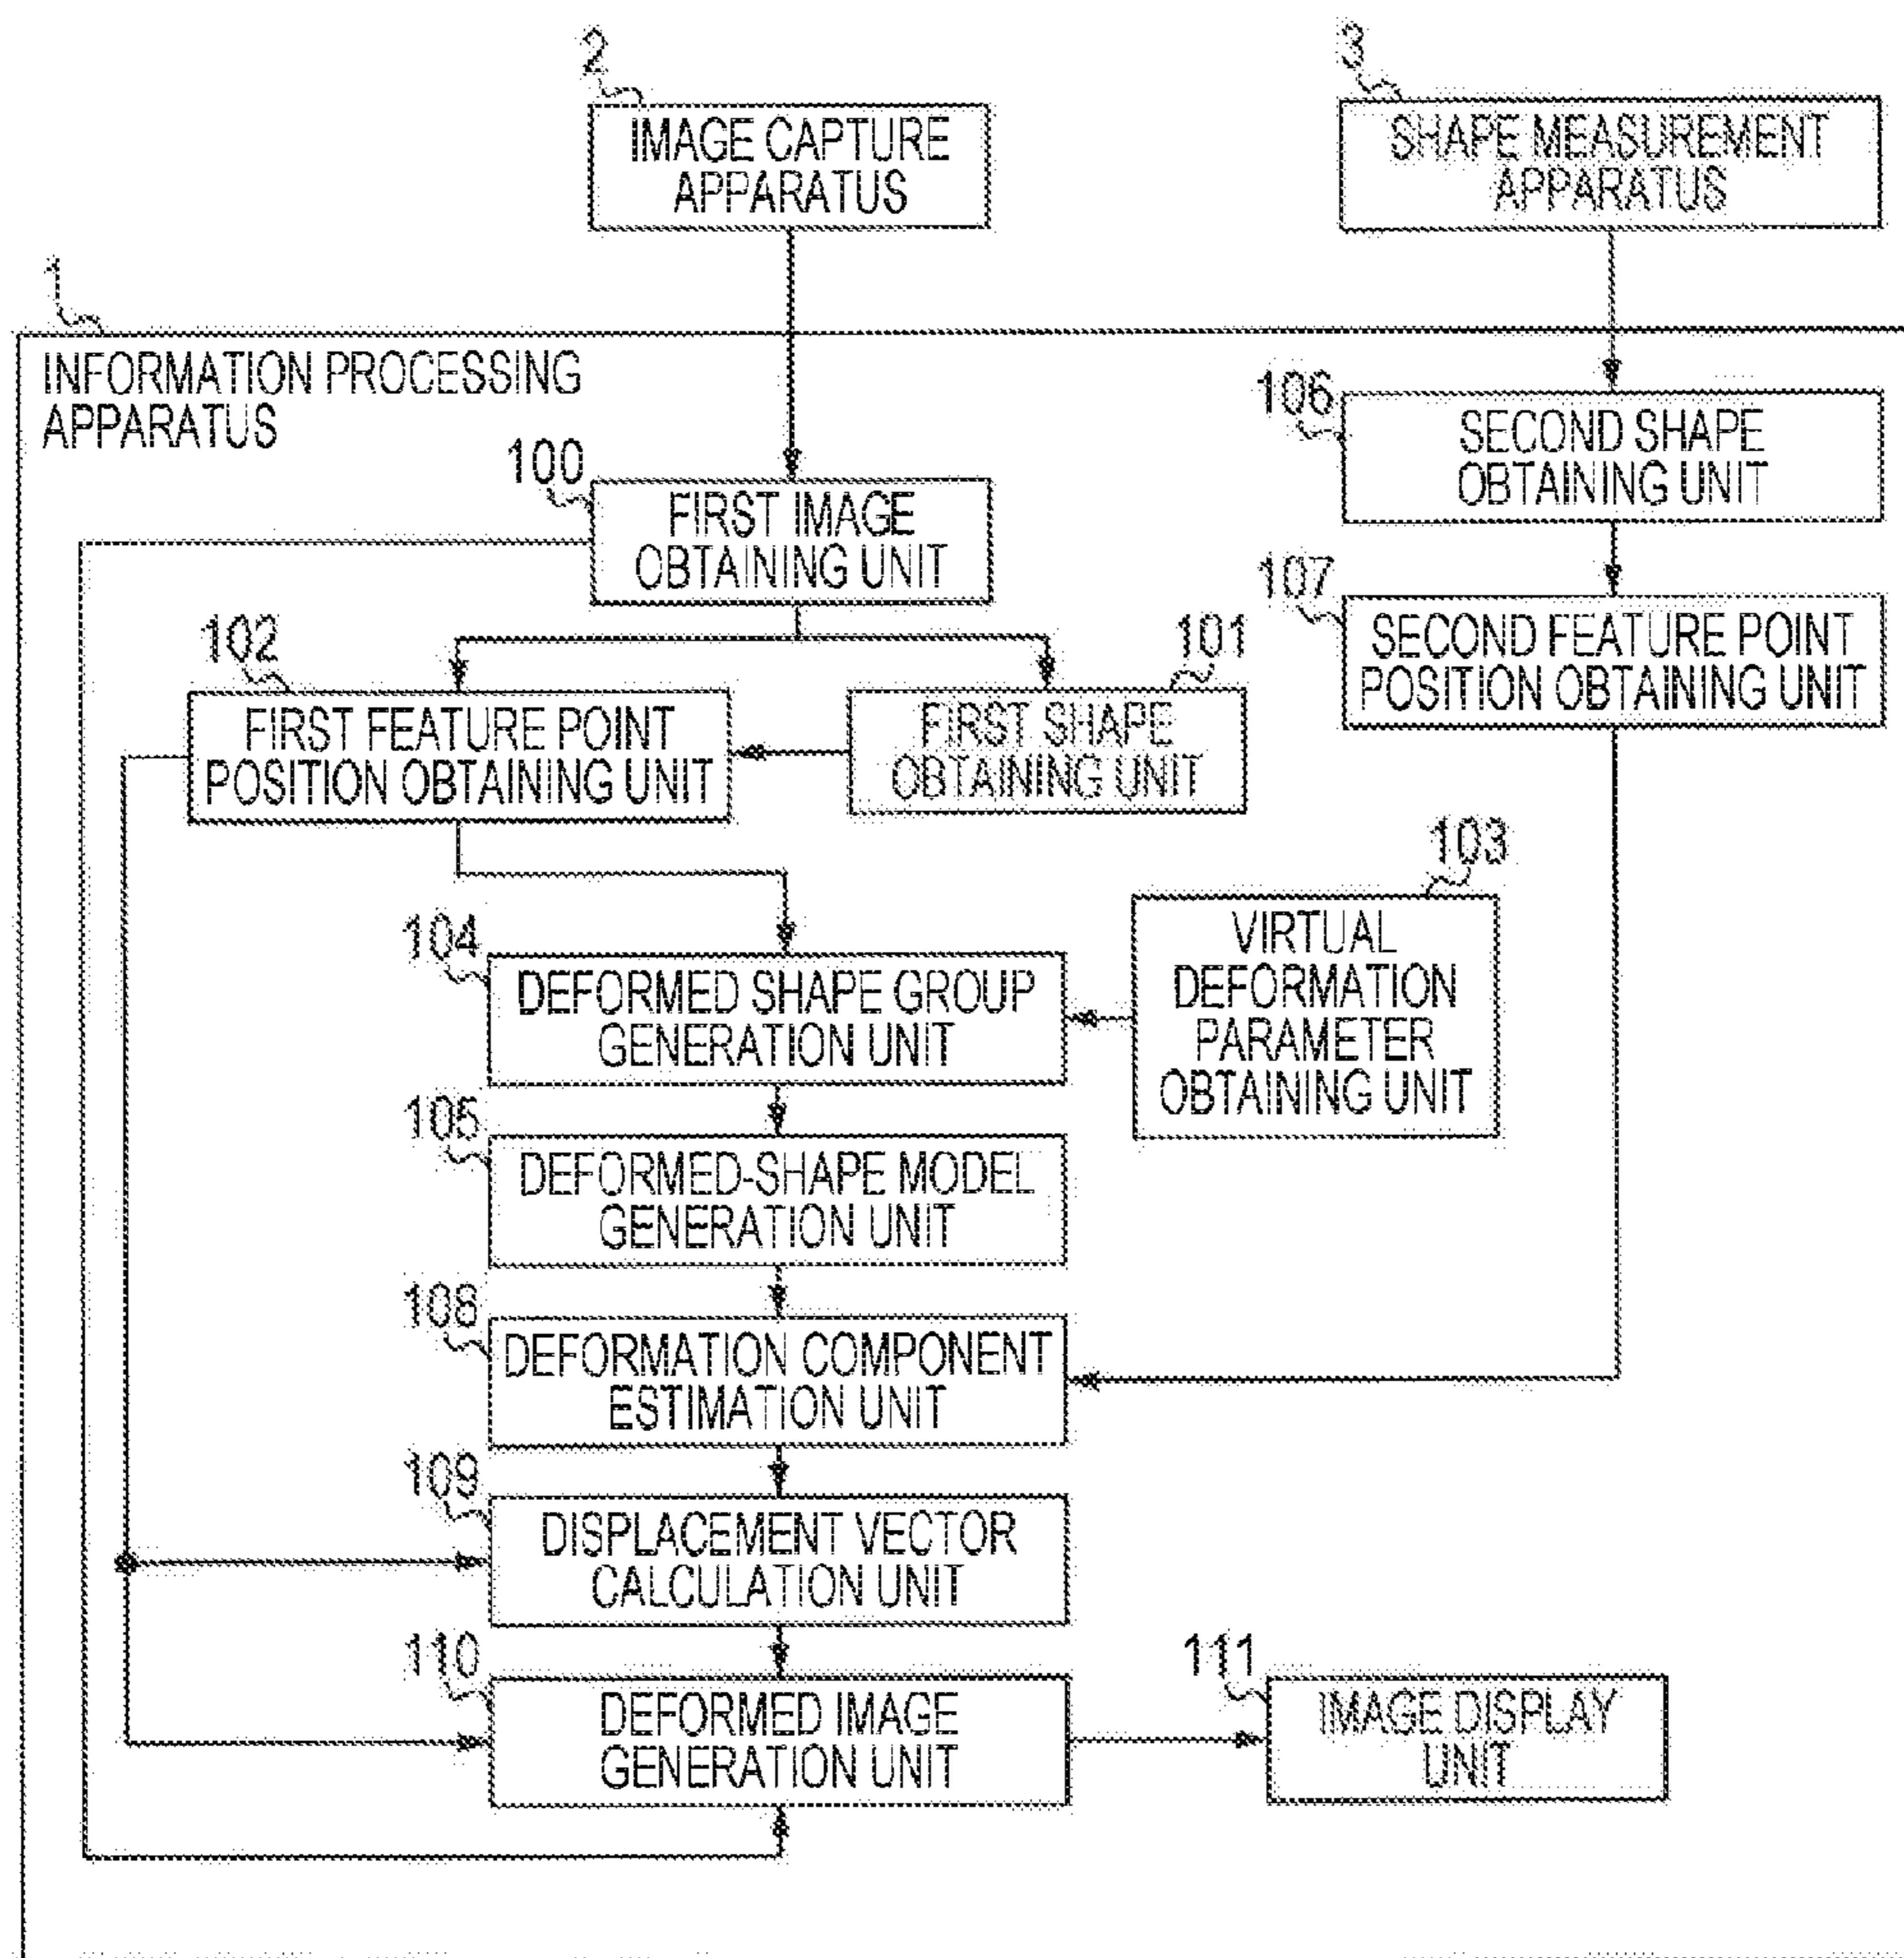 2
IMAGE CAPTURE
APPARATUS
3
SHAPE MEASUREMENT
APPARATUS
1
INFORMATION PROCESSING
APPARATUS
100
FIRST IMAGE
OBTAINING UNIT
106
SECOND SHAPE
OBTAINING UNIT
107
SECOND FEATURE POINT
POSITION OBTAINING UNIT
102
FIRST FEATURE POINT
POSITION OBTAINING UNIT
101
FIRST SHAPE
OBTAINING UNIT
103
VIRTUAL
DEFORMATION
PARAMETER
OBTAINING UNIT
104
DEFORMED SHAPE GROUP
GENERATION UNIT
105
DEFORMED-SHAPE MODEL
GENERATION UNIT
108
DEFORMATION COMPONENT
ESTIMATION UNIT
109
DISPLACEMENT VECTOR
CALCULATION UNIT
110
DEFORMED IMAGE
GENERATION UNIT
111
IMAGE DISPLAY
UNIT